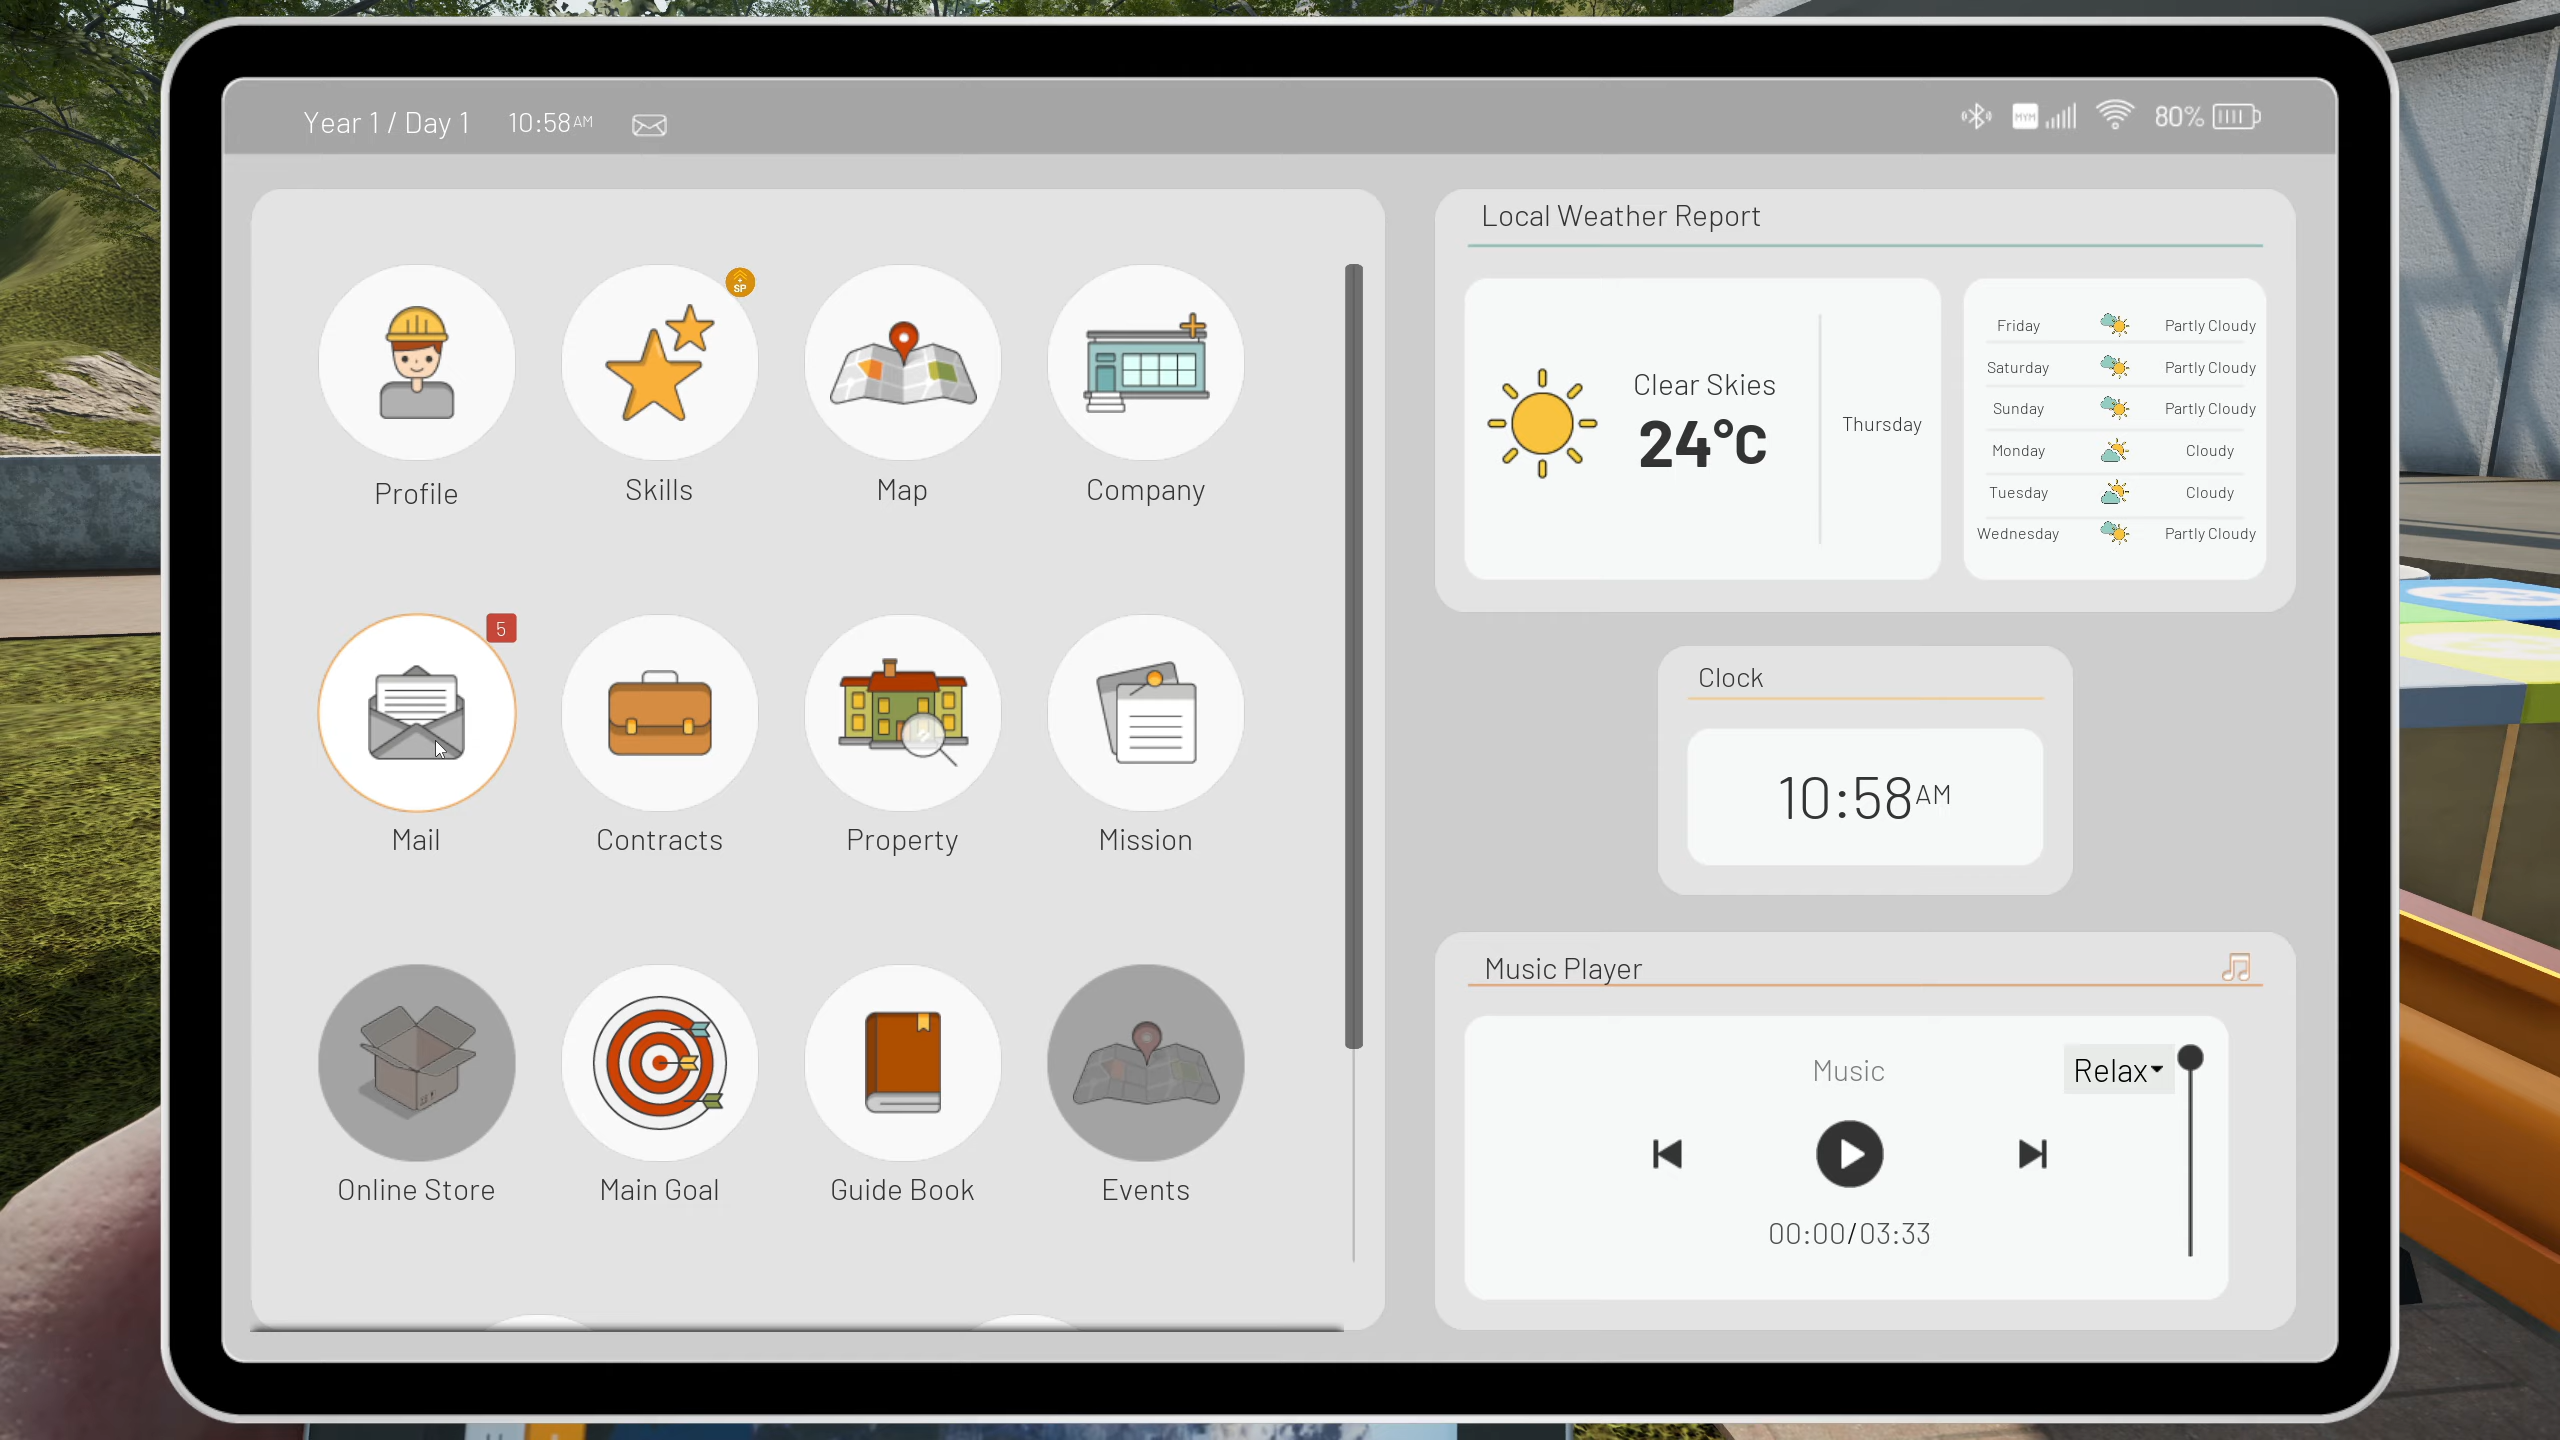 Year 1 / Day 1 10:58AM
MYM 80%
SP
Profile Skills Map Company
5
Mail Contracts Property Mission
Online Store Main Goal Guide Book Events
Local Weather Report
Clear Skies
24°C
Thursday
Friday Partly Cloudy
Saturday Partly Cloudy
Sunday Partly Cloudy
Monday Cloudy
Tuesday Cloudy
Wednesday Partly Cloudy
Clock
10:58AM
Music Player
Music
Relax
00:00/03:33